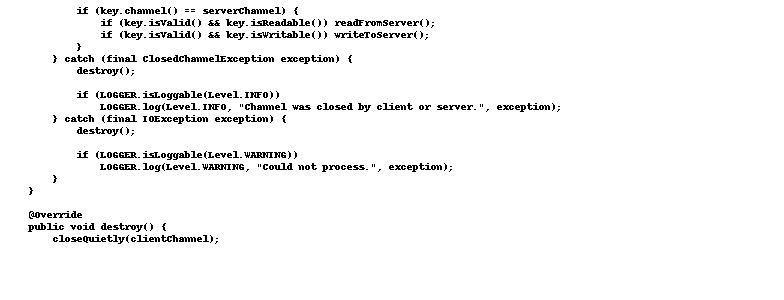 if (key.channel() == serverChannel) {
if (key.isValid() && key.isReadable()) readFromServer();
if (key.isValid() && key.isWritable()) writeToServer();
}
} catch (final ClosedChannelException exception) {
destroy();
if (LOGGER.isLoggable(Level.INFO))
LOGGER.log(Level.INFO, "Channel was closed by client or server.", exception);
} catch (final IOException exception) {
destroy();
if (LOGGER.isLoggable(Level.WARNING))
LOGGER.log(Level.WARNING, "Could not process.", exception);
}
}
@Override
public void destroy() {
closeQuietly(clientChannel);